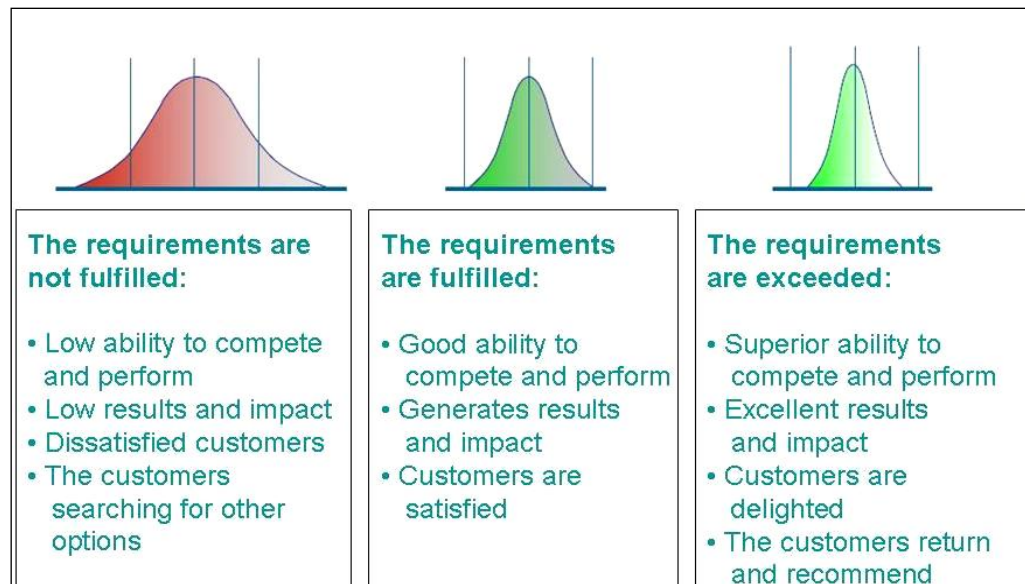 The requirements are
not fulfilled:
• Low ability to compete
and perform
• Low results and impact
• Dissatisfied customers
• The customers
searching for other
options
The requirements
are fulfilled:
• Good ability to
compete and perform
• Generates results
and impact
• Customers are
satisfied
The requirements
are exceeded:
• Superior ability to
compete and perform
• Excellent results
and impact
• Customers are
delighted
• The customers return
and recommend